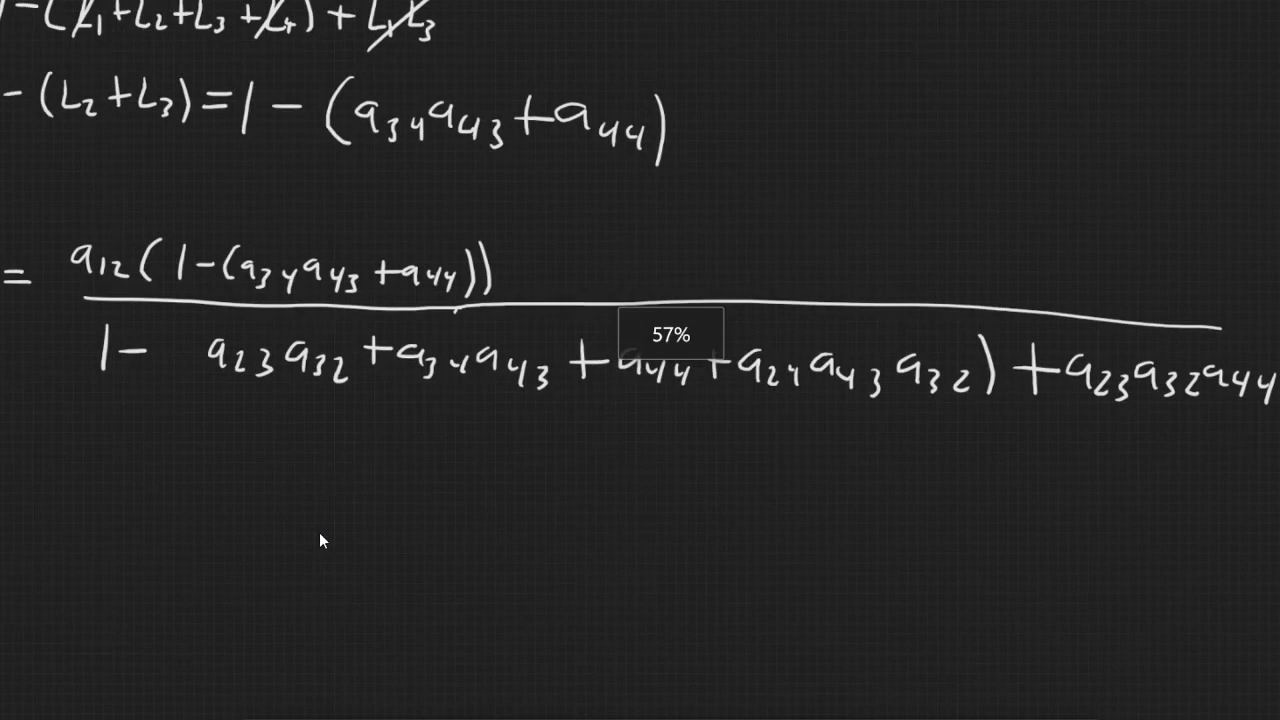 1-(L1+L2+L3+L4)+L1L3
-(L2+L3)=1-(a34a43+a44)
= a12(1-(a34a43+a44))
57%
1- a23a32+a34a43+a44+a24a43a32)+a23a32a44